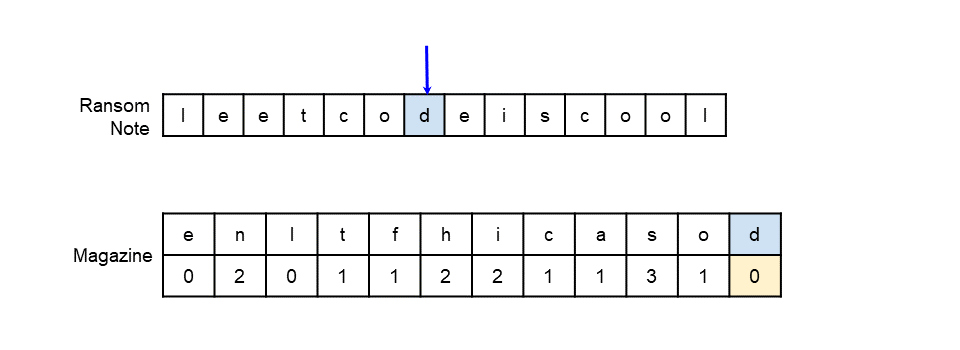 Ransom
Note
l e e t c o d e i s c o o l
Magazine
e n l t f h i c a s o d
0 2 0 1 1 2 2 1 1 3 1 0